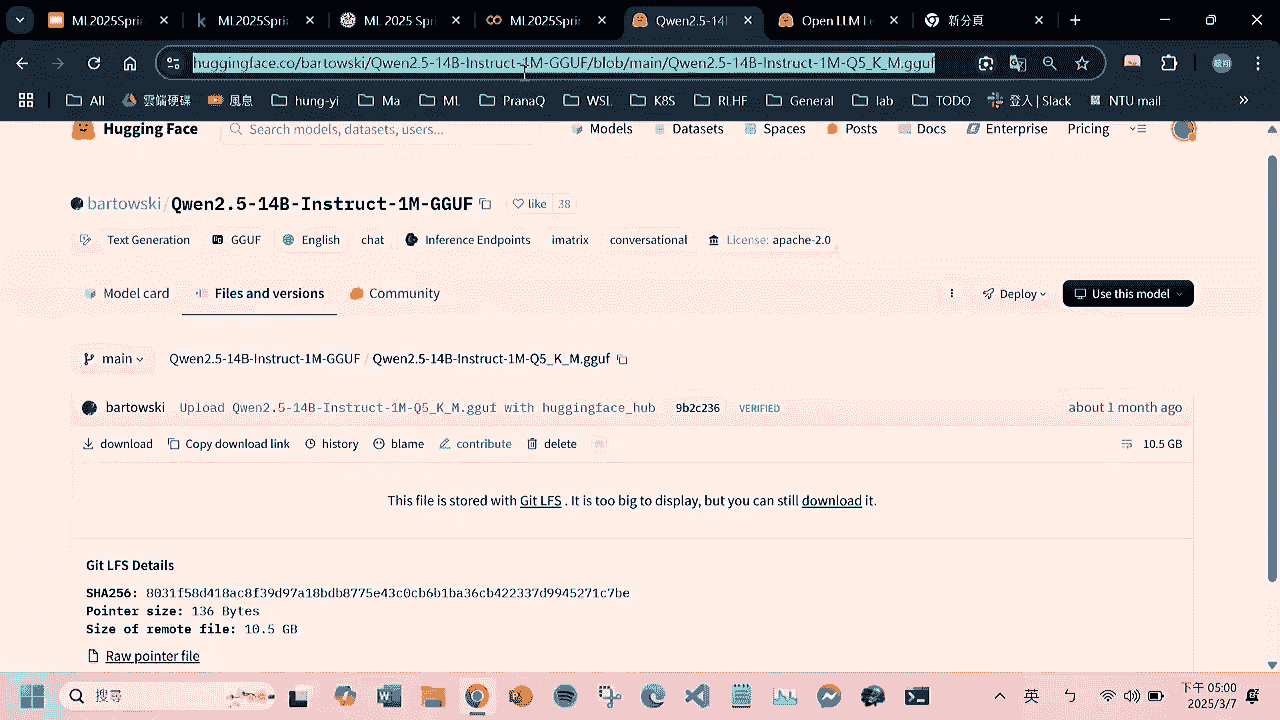 ML2025Spri
ML2025Sprin
ML 2025 Spri
ML2025Sprin
Qwen2.5-14
Open LLM Le
新分頁
huggingface.co/bartowski/Qwen2.5-14B-Instruct-1M-GGUF/blob/main/Qwen2.5-14B-Instruct-1M-Q5_K_M.gguf
All
雲端硬碟
風息
hung-yi
Ma
ML
PranaQ
WSL
K8S
RLHF
General
lab
TODO
登入 | Slack
NTU mail
Hugging Face
Search models, datasets, users...
Models
Datasets
Spaces
Posts
Docs
Enterprise
Pricing
bartowski/Qwen2.5-14B-Instruct-1M-GGUF
like 38
Text Generation
GGUF
English
chat
Inference Endpoints
imatrix
conversational
License: apache-2.0
Model card
Files and versions
Community
Deploy
Use this model
main
Qwen2.5-14B-Instruct-1M-GGUF / Qwen2.5-14B-Instruct-1M-Q5_K_M.gguf
bartowski
Upload Qwen2.5-14B-Instruct-1M-Q5_K_M.gguf with huggingface_hub
9b2c236
VERIFIED
about 1 month ago
download
Copy download link
history
blame
contribute
delete
10.5 GB
This file is stored with Git LFS . It is too big to display, but you can still download it.
Git LFS Details
SHA256: 8031f58d418ac8f39d97a18bdb8775e43c0cb6b1ba36cb422337d9945271c7be
Pointer size: 136 Bytes
Size of remote file: 10.5 GB
Raw pointer file
搜尋
英
下午 05:00
2025/3/7